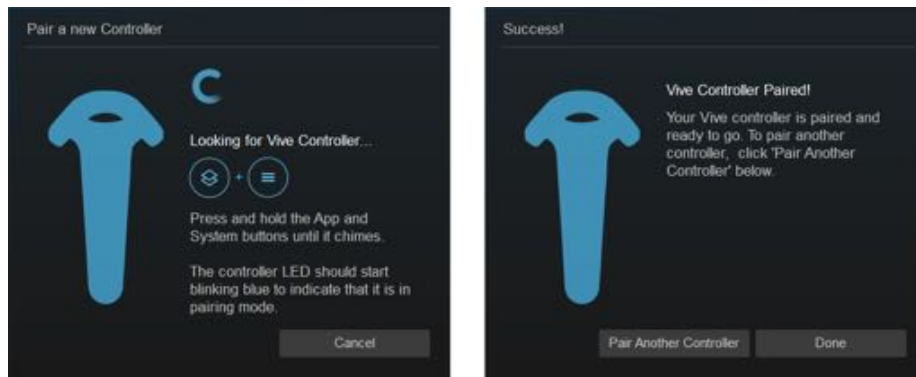 Pair a new Controller
Looking for Vive Controller...
+
Press and hold the App and
System buttons until it chimes.
The controller LED should start
blinking blue to indicate that it is in
pairing mode.
Cancel
Success!
Vive Controller Paired!
Your Vive controller is paired and
ready to go. To pair another
controller, click 'Pair Another
Controller' below.
Pair Another Controller
Done